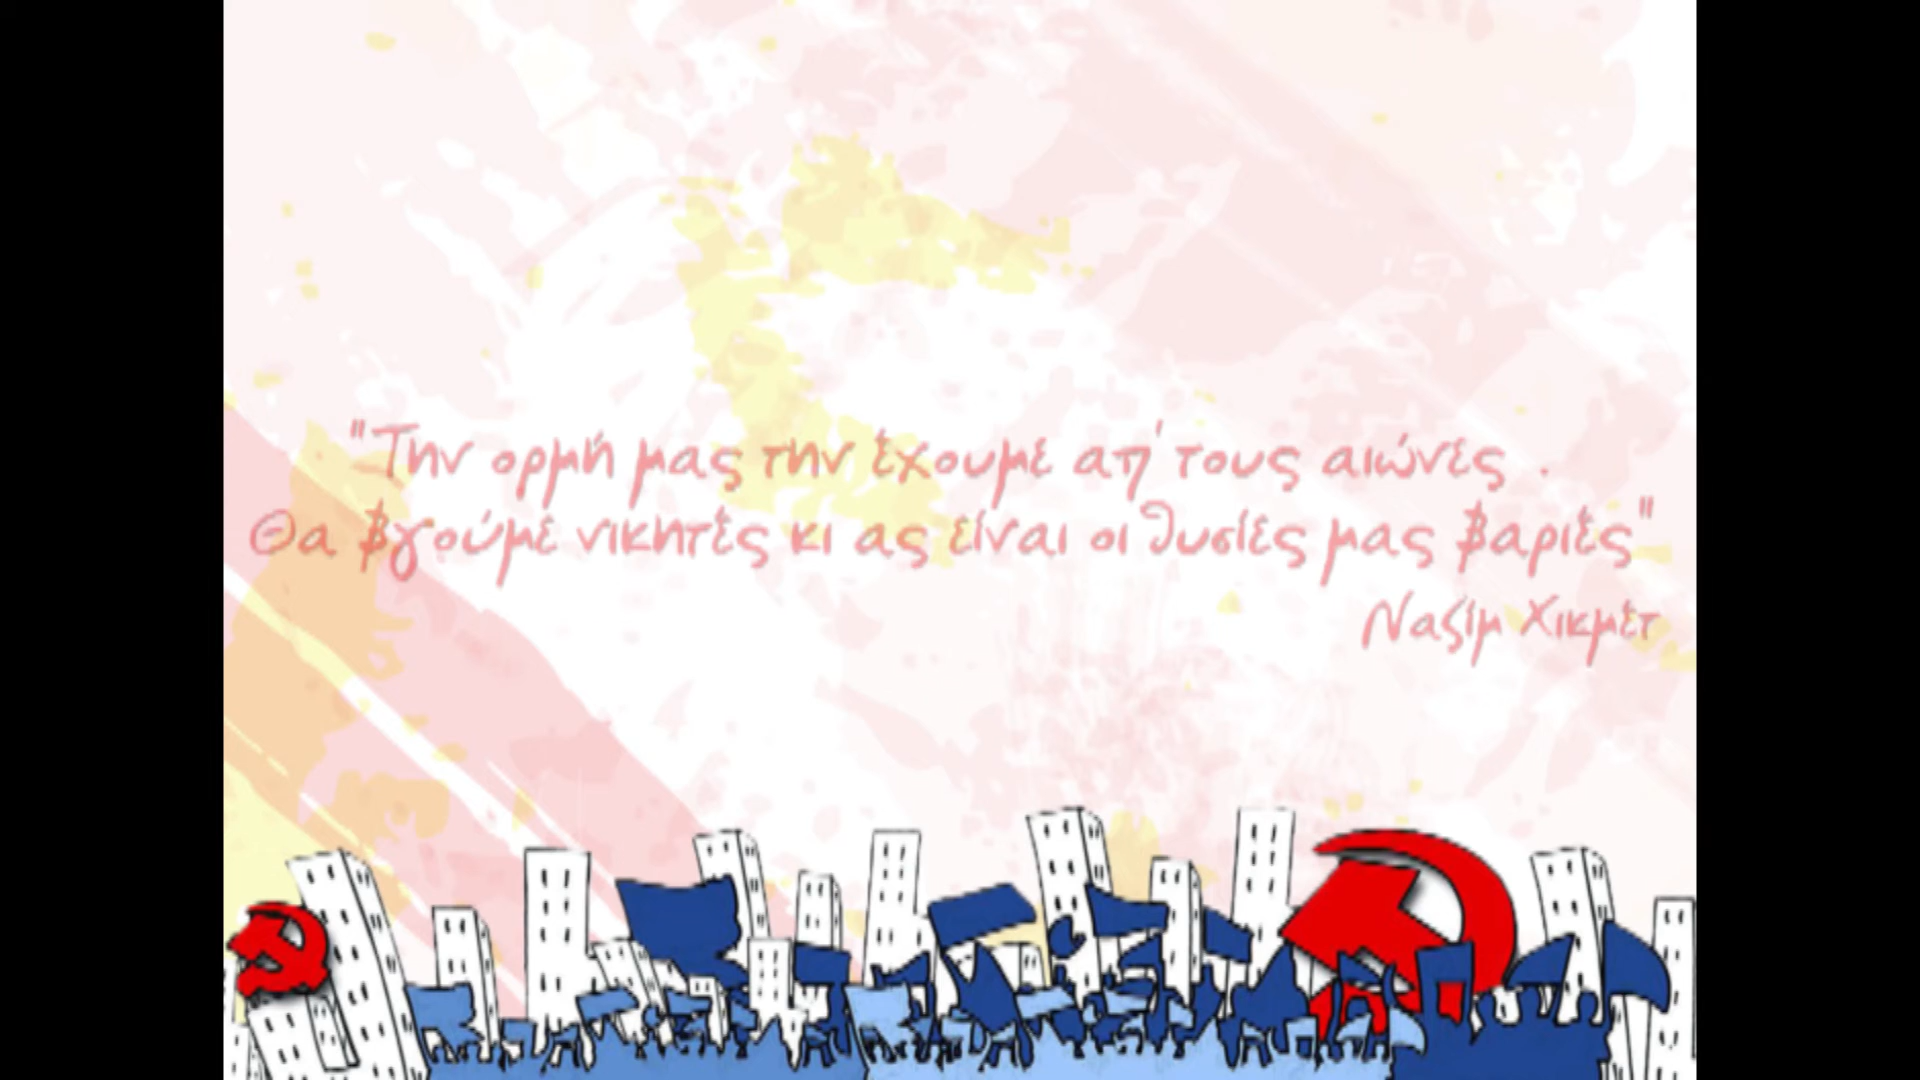 "Την ορμή μας την έχουμε απ' τους αιώνες .
Θα βγούμε νικητές κι ας είναι οι θυσίες μας βαριές"
Ναζίμ Χικμέτ